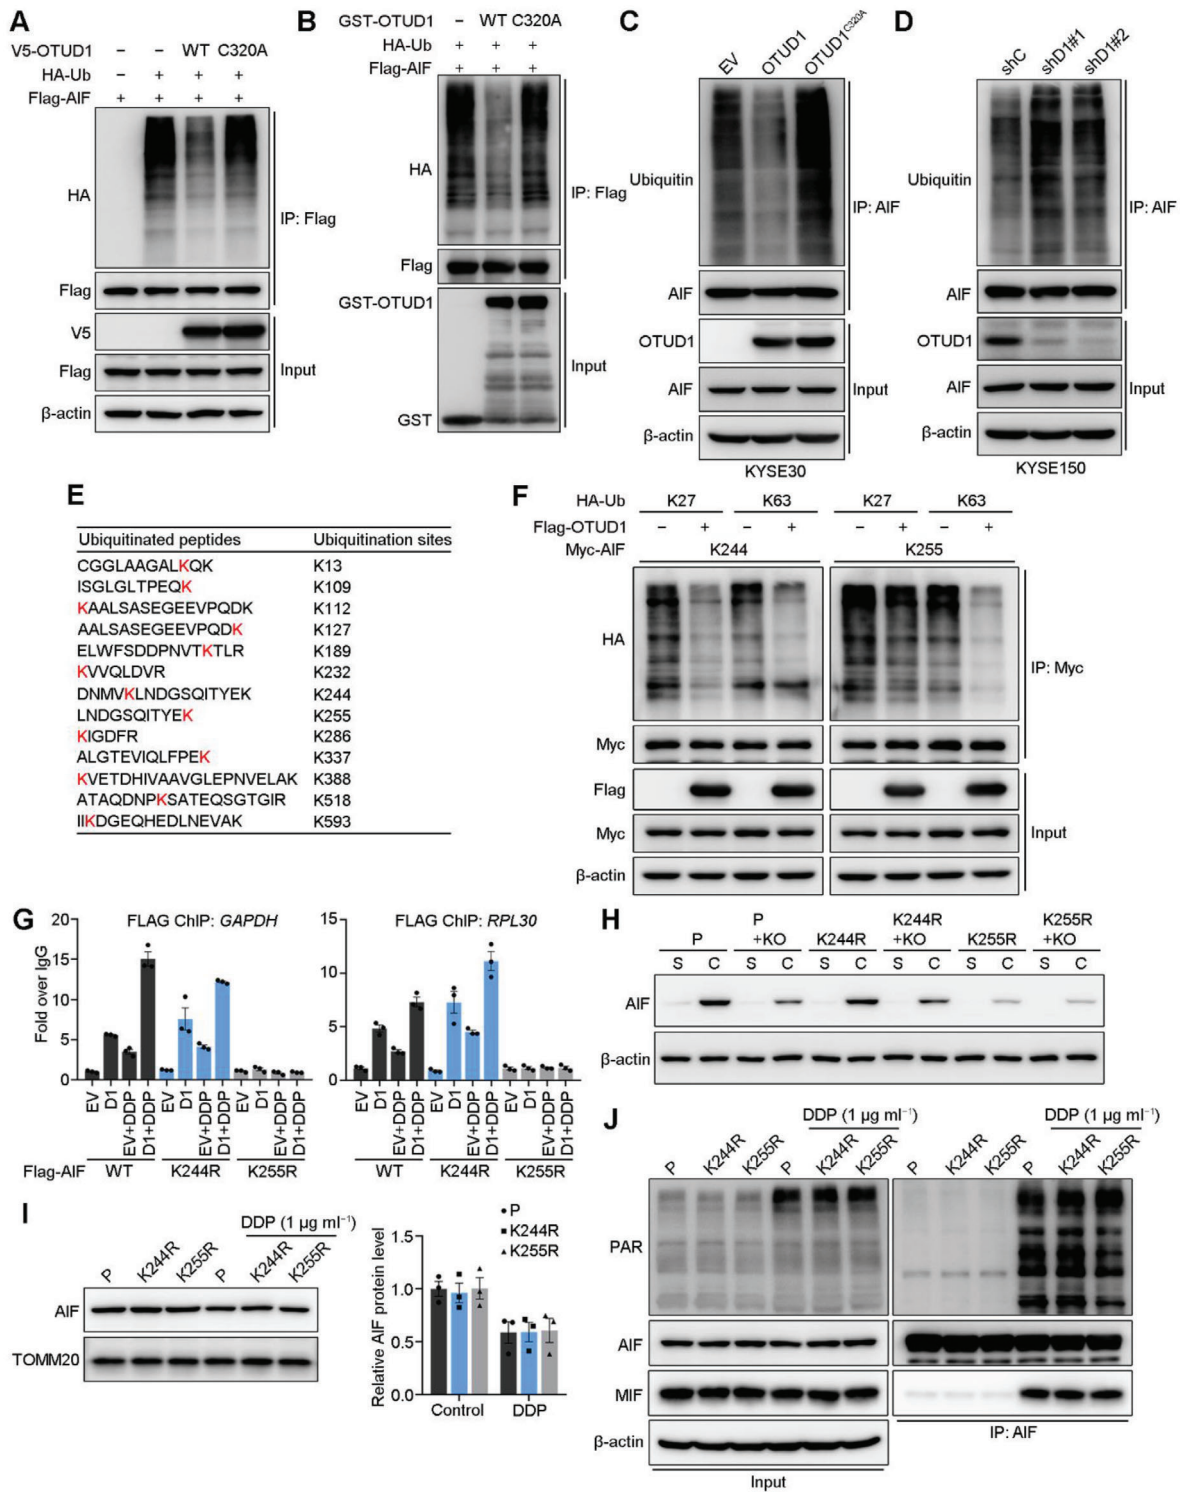 A
V5-OTUD1 – – WT C320A
HA-Ub – + + +
Flag-AIF + + + +
HA
IP: Flag
Flag
V5
Flag
Input
β-actin
B
GST-OTUD1 – WT C320A
HA-Ub + + +
Flag-AIF + + +
HA
IP: Flag
Flag
GST-OTUD1
Input
GST
C
EV OTUD1 OTUD1C320A
Ubiquitin
IP: AIF
AIF
OTUD1
AIF
Input
β-actin
KYSE30
D
shC shD1#1 shD1#2
Ubiquitin
IP: AIF
AIF
OTUD1
AIF
Input
β-actin
KYSE150
E
Ubiquitinated peptides Ubiquitination sites
CGGLAAGALKQK K13
ISGLGLTPEQK K109
KAALSASEGEEVPQDK K112
AALSASEGEEVPQDK K127
ELWFSDDPNVTKTLR K189
KVVQLDVR K232
DNMVKLNDGSQITYEK K244
LNDGSQITYEK K255
KIGDFR K286
ALGTEVIQLFPEK K337
KVETDHIVAAVGLEPNVELAK K388
ATAQDNPKSATEQSGTGIR K518
IIKDGEQHEDLNEVAK K593
F
HA-Ub K27 K63 K27 K63
Flag-OTUD1 – + – + – + – +
Myc-AIF K244 K255
HA
IP: Myc
Myc
Flag
Myc
Input
β-actin
G
FLAG ChIP: GAPDH
Fold over IgG
20
15
10
5
0
EV D1 EV+DDP D1+DDP EV D1 EV+DDP D1+DDP EV D1 EV+DDP D1+DDP
Flag-AIF WT K244R K255R
FLAG ChIP: RPL30
15
10
5
0
EV D1 EV+DDP D1+DDP EV D1 EV+DDP D1+DDP EV D1 EV+DDP D1+DDP
WT K244R K255R
H
P P +KO K244R K244R +KO K255R K255R +KO
S C S C S C S C S C S C
AIF
β-actin
I
DDP (1 μg ml⁻¹)
P K244R K255R P K244R K255R
AIF
TOMM20
P
K244R
K255R
Relative AIF protein level
1.5
1.0
0.5
0.0
Control DDP
J
DDP (1 μg ml⁻¹) DDP (1 μg ml⁻¹)
P K244R K255R P K244R K255R P K244R K255R P K244R K255R
PAR
AIF
MIF
β-actin
IP: AIF
Input